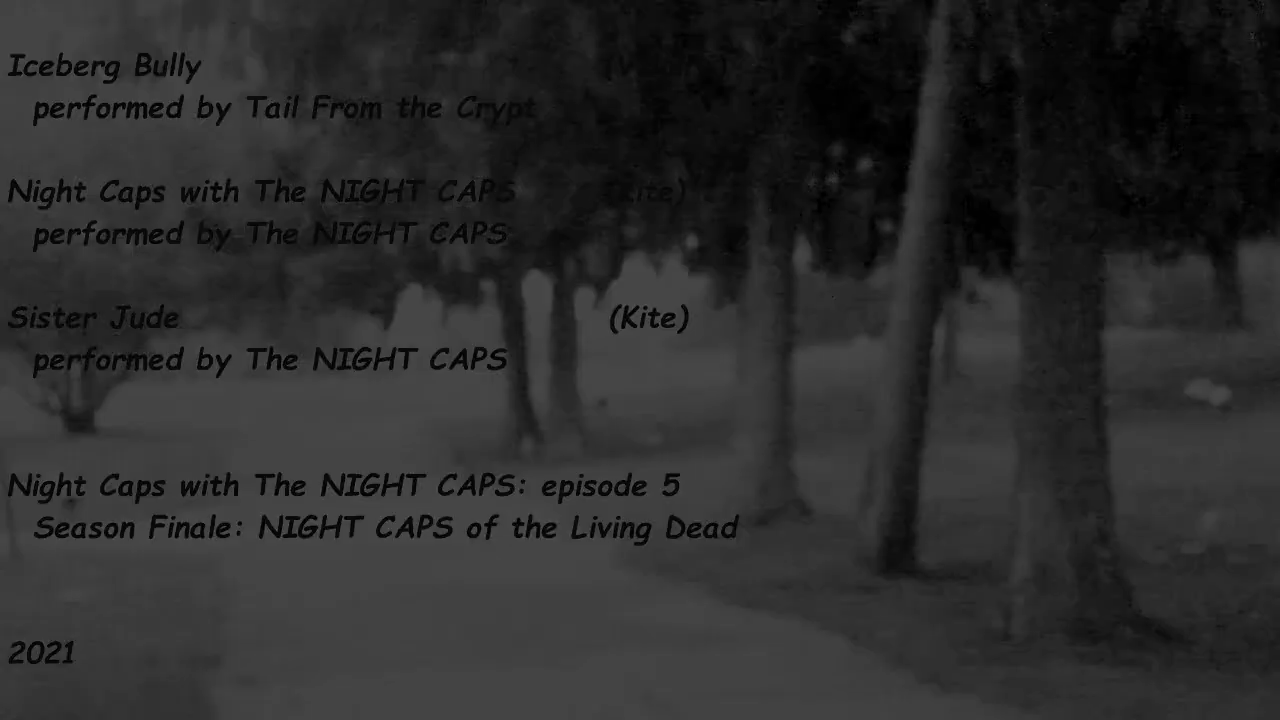 Iceberg Bully
performed by Tail From the Crypt
Night Caps with The NIGHT CAPS (Kite)
performed by The NIGHT CAPS
Sister Jude (Kite)
performed by The NIGHT CAPS
Night Caps with The NIGHT CAPS: episode 5
Season Finale: NIGHT CAPS of the Living Dead
2021